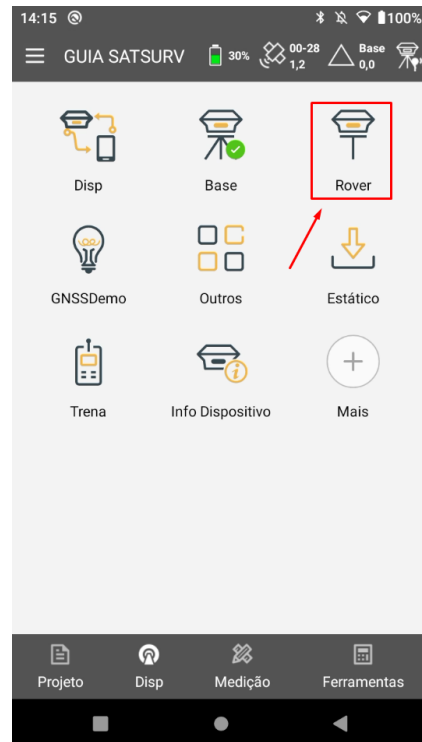 14:15 100%
GUIA SATSURV 30% 00-28 1,2 Base 0,0
Disp Base Rover
GNSSDemo Outros Estático
Trena Info Dispositivo Mais
Projeto Disp Medição Ferramentas